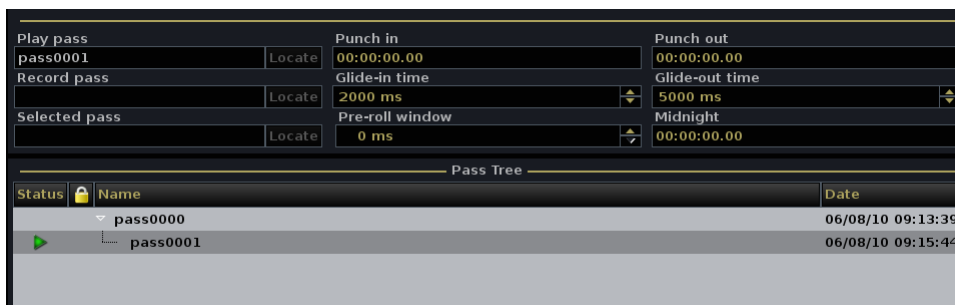 Play pass Punch in Punch out
pass0001 Locate 00:00:00.00 00:00:00.00
Record pass Glide-in time Glide-out time
Locate 2000 ms 5000 ms
Selected pass Pre-roll window Midnight
Locate 0 ms 00:00:00.00
Pass Tree
Status Name Date
pass0000 06/08/10 09:13:39
pass0001 06/08/10 09:15:44